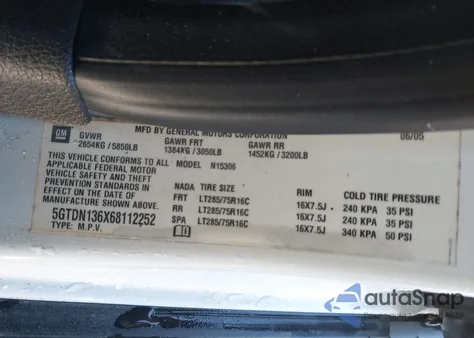 MFD BY GENERAL MOTORS CORPORATION 06/05
GM GVWR GAWR FRT GAWR RR
2654KG / 5850LB 1384KG / 3050LB 1452KG / 3200LB
THIS VEHICLE CONFORMS TO ALL MODEL N15306
APPLICABLE FEDERAL MOTOR
VEHICLE SAFETY AND THEFT NADA TIRE SIZE RIM COLD TIRE PRESSURE
PREVENTION STANDARDS IN FRT LT285/75R16C 16X7.5J 240 KPA 35 PSI
EFFECT ON THE DATE OF RR LT285/75R16C 16X7.5J 240 KPA 35 PSI
MANUFACTURE SHOWN ABOVE. SPA LT285/75R16C 16X7.5J 340 KPA 50 PSI
5GTDN136X68112252
TYPE: M.P.V.
autoSnap